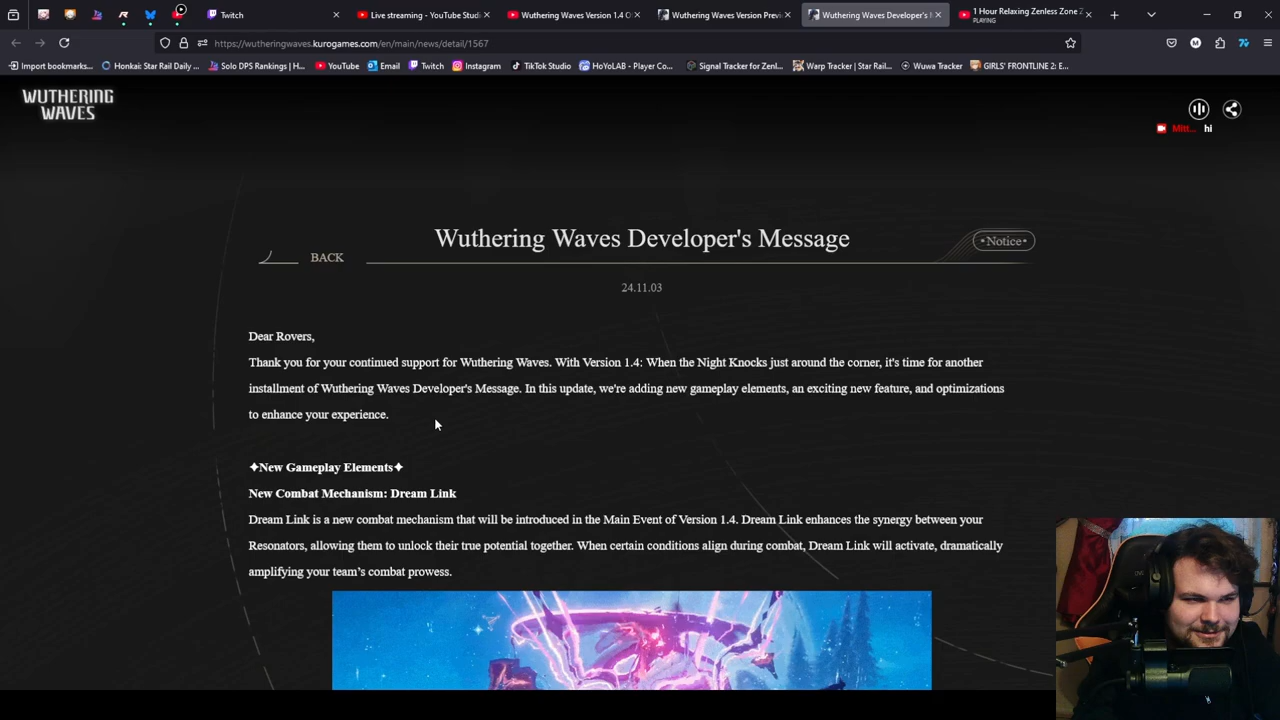 Twitch
Live streaming - YouTube Studi
Wuthering Waves Version 1.4 O
Wuthering Waves Version Previ
Wuthering Waves Developer's
1 Hour Relaxing Zenless Zone Z
PLAYING
https://wutheringwaves.kurogames.com/en/main/news/detail/1567
Import bookmarks...
Honkai: Star Rail Daily ...
Solo DPS Rankings | H...
YouTube
Email
Twitch
Instagram
TikTok Studio
HoYoLAB - Player Co...
Signal Tracker for Zenl...
Warp Tracker | Star Rail...
Wuwa Tracker
GIRLS' FRONTLINE 2: E...
WUTHERING
WAVES
Mitt... hi
Wuthering Waves Developer's Message
Notice
BACK
24.11.03
Dear Rovers,
Thank you for your continued support for Wuthering Waves. With Version 1.4: When the Night Knocks just around the corner, it's time for another
installment of Wuthering Waves Developer's Message. In this update, we're adding new gameplay elements, an exciting new feature, and optimizations
to enhance your experience.
✦New Gameplay Elements✦
New Combat Mechanism: Dream Link
Dream Link is a new combat mechanism that will be introduced in the Main Event of Version 1.4. Dream Link enhances the synergy between your
Resonators, allowing them to unlock their true potential together. When certain conditions align during combat, Dream Link will activate, dramatically
amplifying your team's combat prowess.